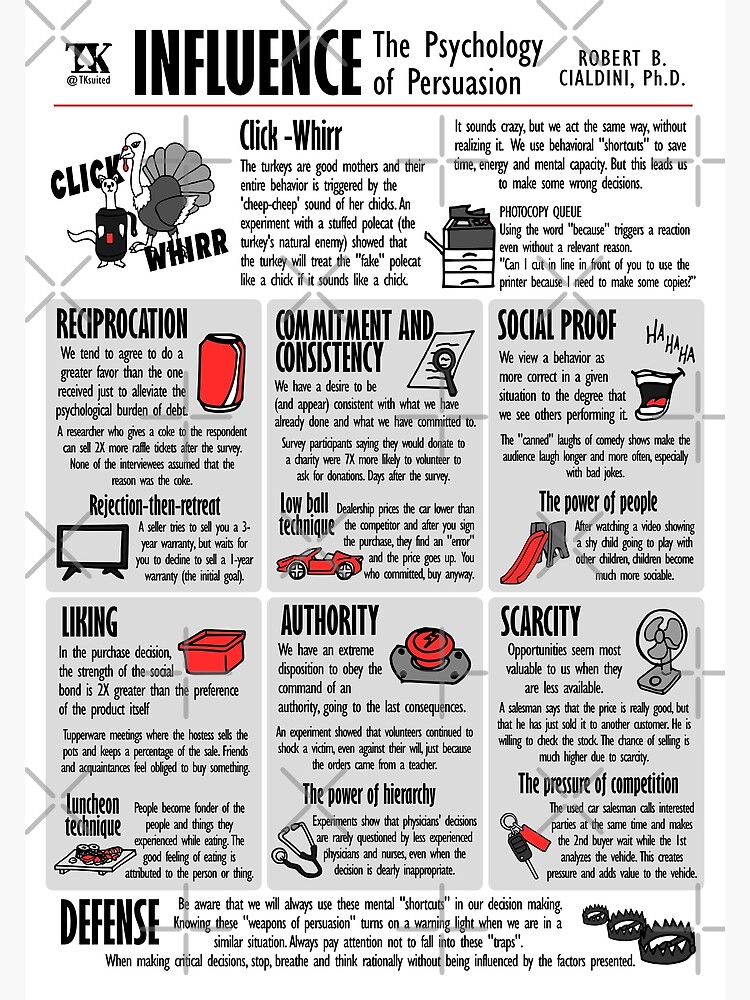 TK
@TKsuited
INFLUENCE
The Psychology
of Persuasion
ROBERT B.
CIALDINI, Ph.D.
CLICK
WHIRR
Click -Whirr
The turkeys are good mothers and their
entire behavior is triggered by the
'cheep-cheep' sound of her chicks. An
experiment with a stuffed polecat (the
turkey's natural enemy) showed that
the turkey will treat the "fake" polecat
like a chick if it sounds like a chick.
It sounds crazy, but we act the same way, without
realizing it. We use behavioral "shortcuts" to save
time, energy and mental capacity. But this leads us
to make some wrong decisions.
PHOTOCOPY QUEUE
Using the word "because" triggers a reaction
even without a relevant reason.
"Can I cut in line in front of you to use the
printer because I need to make some copies?"
RECIPROCATION
We tend to agree to do a
greater favor than the one
received just to alleviate the
psychological burden of debt.
A researcher who gives a coke to the respondent
can sell 2X more raffle tickets after the survey.
None of the interviewees assumed that the
reason was the coke.
Rejection-then-retreat
A seller tries to sell you a 3-
year warranty, but waits for
you to decline to sell a 1-year
warranty (the initial goal).
COMMITMENT AND
CONSISTENCY
We have a desire to be
(and appear) consistent with what we have
already done and what we have committed to.
Survey participants saying they would donate to
a charity were 7X more likely to volunteer to
ask for donations. Days after the survey.
Low ball
technique
Dealership prices the car lower than
the competitor and after you sign
the purchase, they find an "error"
and the price goes up. You
who committed, buy anyway.
SOCIAL PROOF
HA HA HA
We view a behavior as
more correct in a given
situation to the degree that
we see others performing it.
The "canned" laughs of comedy shows make the
audience laugh longer and more often, especially
with bad jokes.
The power of people
After watching a video showing
a shy child going to play with
other children, children become
much more sociable.
LIKING
In the purchase decision,
the strength of the social
bond is 2X greater than the preference
of the product itself
Tupperware meetings where the hostess sells the
pots and keeps a percentage of the sale. Friends
and acquaintances feel obliged to buy something.
Luncheon
technique
People become fonder of the
people and things they
experienced while eating. The
good feeling of eating is
attributed to the person or thing.
AUTHORITY
We have an extreme
disposition to obey the
command of an
authority, going to the last consequences.
An experiment showed that volunteers continued to
shock a victim, even against their will, just because
the orders came from a teacher.
The power of hierarchy
Experiments show that physicians' decisions
are rarely questioned by less experienced
physicians and nurses, even when the
decision is clearly inappropriate.
SCARCITY
Opportunities seem most
valuable to us when they
are less available.
A salesman says that the price is really good, but
that he has just sold it to another customer. He is
willing to check the stock. The chance of selling is
much higher due to scarcity.
The pressure of competition
The used car salesman calls interested
parties at the same time and makes
the 2nd buyer wait while the 1st
analyzes the vehicle. This creates
pressure and adds value to the vehicle.
DEFENSE
Be aware that we will always use these mental "shortcuts" in our decision making.
Knowing these "weapons of persuasion" turns on a warning light when we are in a
similar situation. Always pay attention not to fall into these "traps".
When making critical decisions, stop, breathe and think rationally without being influenced by the factors presented.